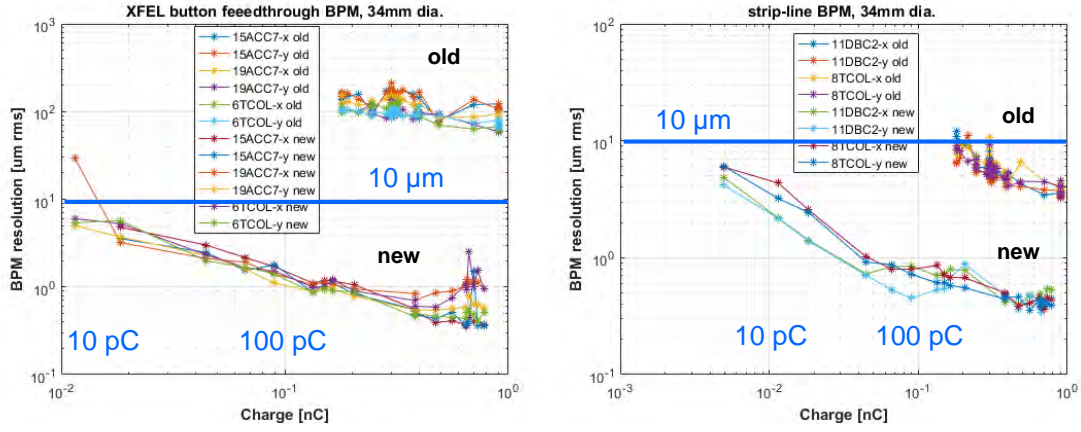 XFEL button feeedthrough BPM, 34mm dia.
BPM resolution [um rms]
10^3
10^2
10^1
10^0
10^-1
15ACC7-x old
15ACC7-y old
19ACC7-x old
19ACC7-y old
6TCOL-x old
6TCOL-y old
15ACC7-x new
15ACC7-y new
19ACC7-x new
19ACC7-y new
6TCOL-x new
6TCOL-y new
old
10 µm
new
10 pC
100 pC
10^-2
10^-1
10^0
Charge [nC]
strip-line BPM, 34mm dia.
BPM resolution [um rms]
10^3
10^2
10^1
10^0
10^-1
11DBC2-x old
11DBC2-y old
8TCOL-x old
8TCOL-y old
11DBC2-x new
11DBC2-y new
8TCOL-x new
8TCOL-y new
old
10 µm
new
10 pC
100 pC
10^-3
10^-2
10^-1
10^0
Charge [nC]